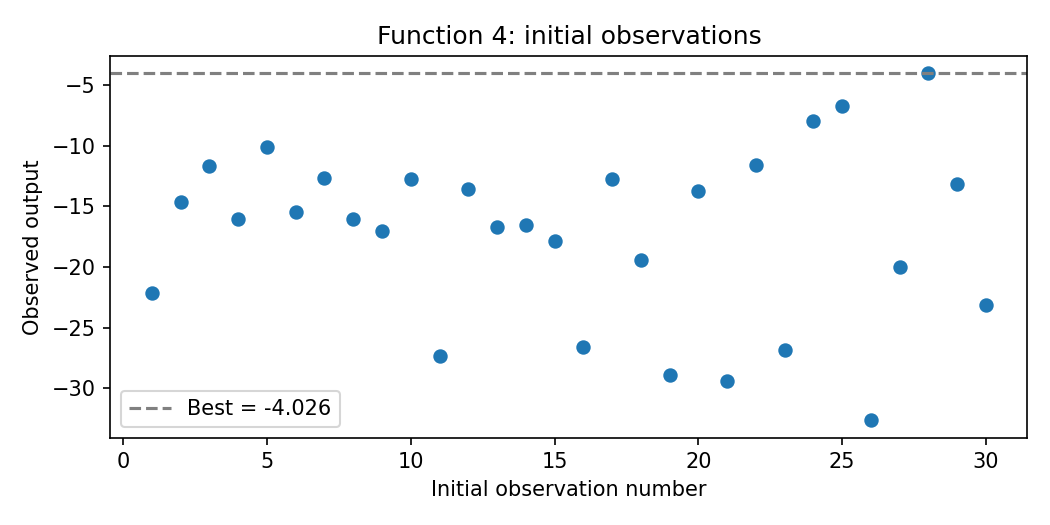 Function 4: initial observations
Observed output
−5
−10
−15
−20
−25
−30
Best = -4.026
0 5 10 15 20 25 30
Initial observation number